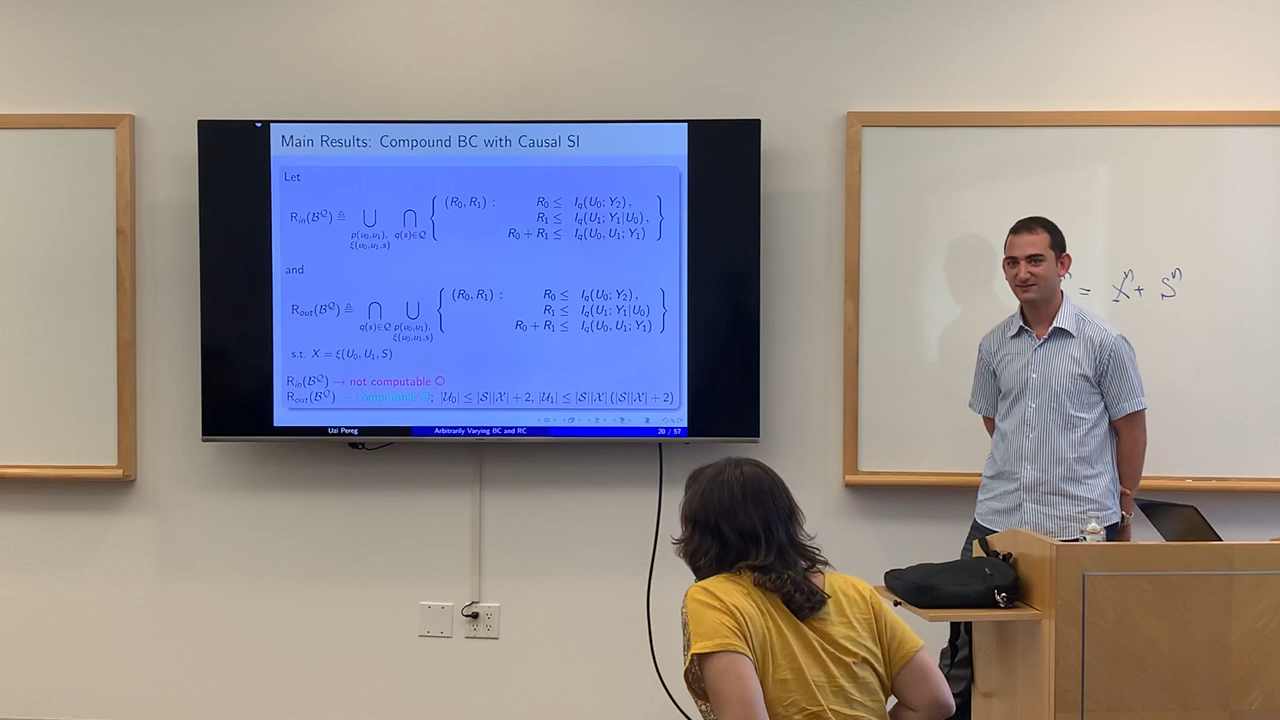 Main Results: Compound BC with Causal SI
Let
R_in(B^Q) ≜ ⋃_{p(u₀,u₁), ξ(u₀,u₁,s)} ⋂_{q(s)∈Q} { (R₀, R₁) : R₀ ≤ I_q(U₀; Y₂),
R₁ ≤ I_q(U₁; Y₁|U₀),
R₀ + R₁ ≤ I_q(U₀, U₁; Y₁) }
and
R_out(B^Q) ≜ ⋂_{q(s)∈Q} ⋃_{p(u₀,u₁), ξ(u₀,u₁,s)} { (R₀, R₁) : R₀ ≤ I_q(U₀; Y₂),
R₁ ≤ I_q(U₁; Y₁|U₀)
R₀ + R₁ ≤ I_q(U₀, U₁; Y₁) }
s.t. X = ξ(U₀, U₁, S)
R_in(B^Q) → not computable ☹
R_out(B^Q) → computable ☺; |U₀| ≤ |S||X| + 2, |U₁| ≤ |S||X|(|S||X| + 2)
Uzi Pereg Arbitrarily Varying BC and RC 20 / 57
n = Xⁿ + Sⁿ